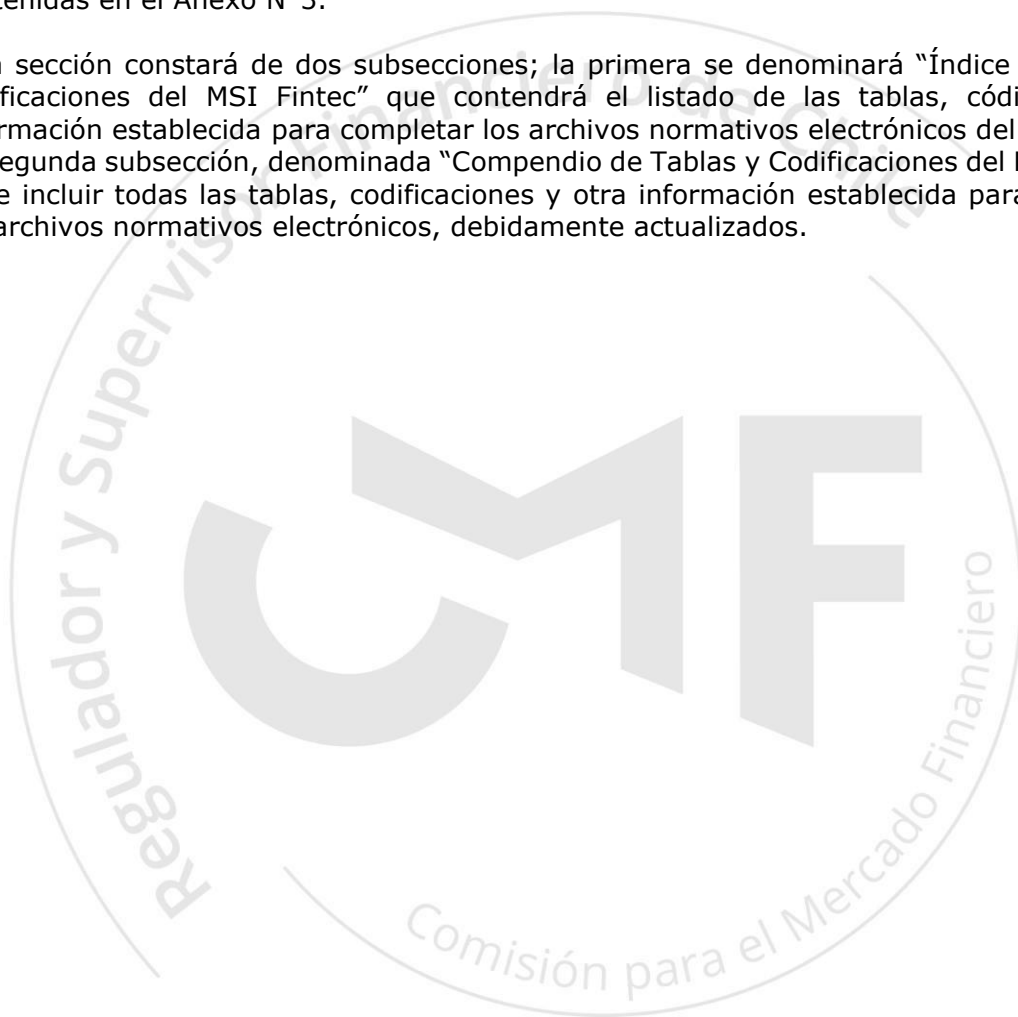 tenidas en el Anexo N°3.
sección constará de dos subsecciones; la primera se denominará “Índice
ficaciones del MSI Fintec” que contendrá el listado de las tablas, códi
rmación establecida para completar los archivos normativos electrónicos del
segunda subsección, denominada “Compendio de Tablas y Codificaciones del
e incluir todas las tablas, codificaciones y otra información establecida para
archivos normativos electrónicos, debidamente actualizados.
Regulador y Supervisor Financiero de Chile
CMF
Comisión para el Mercado Financiero